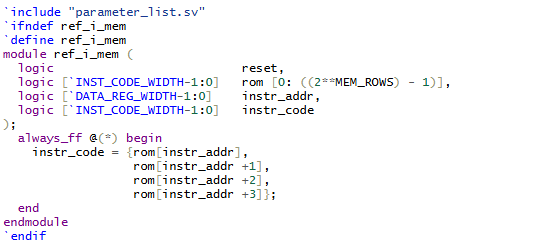 `include "parameter_list.sv"
`ifndef ref_i_mem
`define ref_i_mem
module ref_i_mem (
  logic                          reset,
  logic [`INST_CODE_WIDTH-1:0]   rom [0: ((2**MEM_ROWS) - 1)],
  logic [`DATA_REG_WIDTH-1:0]    instr_addr,
  logic [`INST_CODE_WIDTH-1:0]   instr_code
);
  always_ff @(*) begin
    instr_code = {rom[instr_addr],
                  rom[instr_addr +1],
                  rom[instr_addr +2],
                  rom[instr_addr +3]};
  end
endmodule
`endif